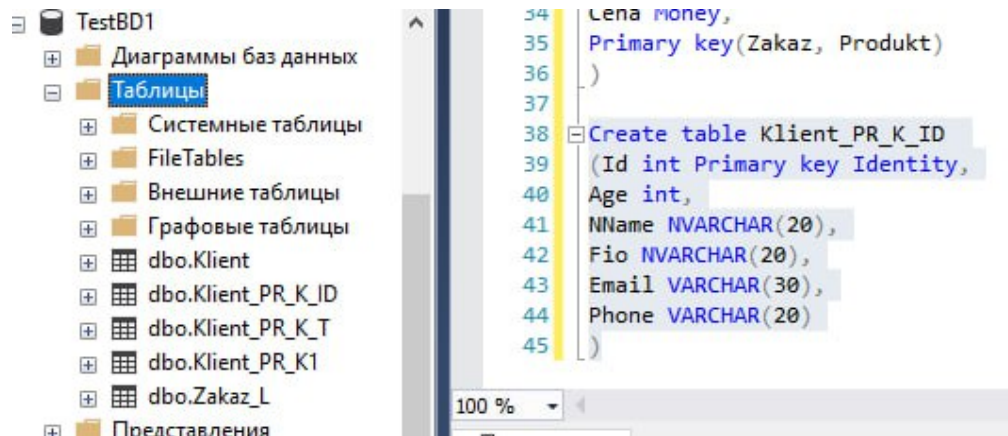 TestBD1
Диаграммы баз данных
Таблицы
Системные таблицы
FileTables
Внешние таблицы
Графовые таблицы
dbo.Klient
dbo.Klient_PR_K_ID
dbo.Klient_PR_K_T
dbo.Klient_PR_K1
dbo.Zakaz_L
Представления
34 Cena Money,
35 Primary key(Zakaz, Produkt)
36 )
37
38 Create table Klient_PR_K_ID
39 (Id int Primary key Identity,
40 Age int,
41 NName NVARCHAR(20),
42 Fio NVARCHAR(20),
43 Email VARCHAR(30),
44 Phone VARCHAR(20)
45 )
100 %